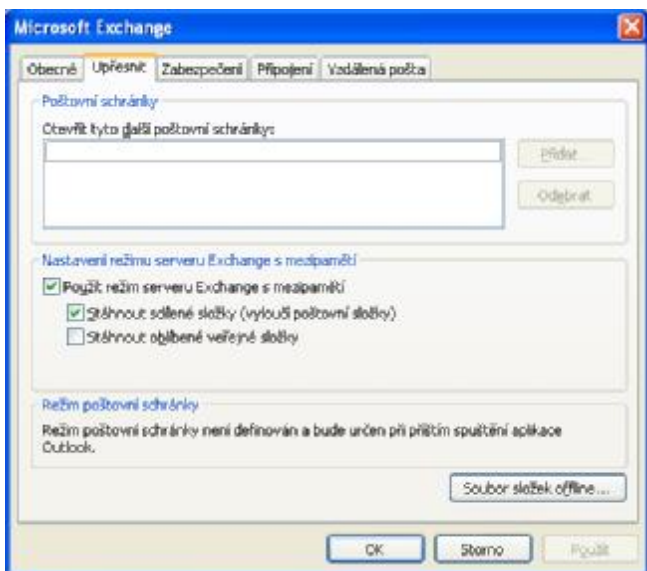 Microsoft Exchange
Obecné Upřesnit Zabezpečení Připojení Vzdálená pošta
Poštovní schránky
Otevřít tyto další poštovní schránky:
Přidat...
Odebrat
Nastavení režimu serveru Exchange s mezipamětí
Použít režim serveru Exchange s mezipamětí
Stáhnout sdílené složky (vyloučí poštovní složky)
Stáhnout oblíbené veřejné složky
Režim poštovní schránky
Režim poštovní schránky není definován a bude určen při příštím spuštění aplikace
Outlook.
Soubor složek offline...
OK Storno Použít